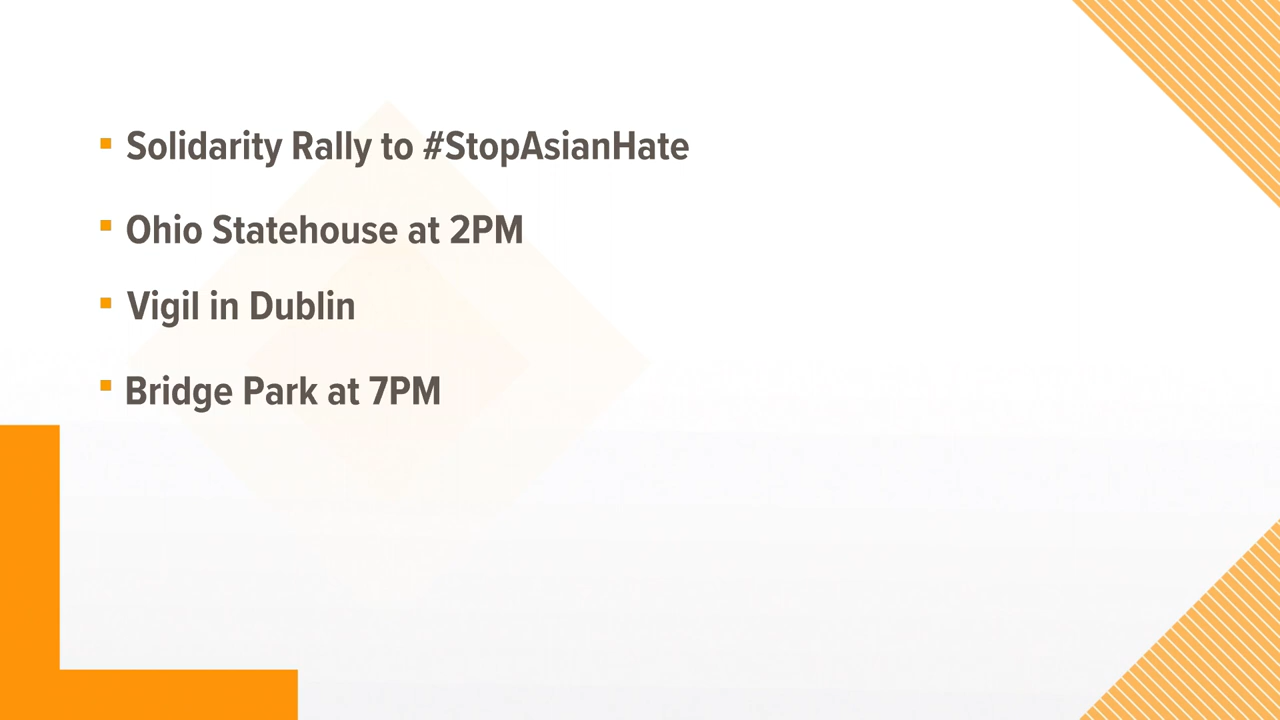 Solidarity Rally to #StopAsianHate
Ohio Statehouse at 2PM
Vigil in Dublin
Bridge Park at 7PM